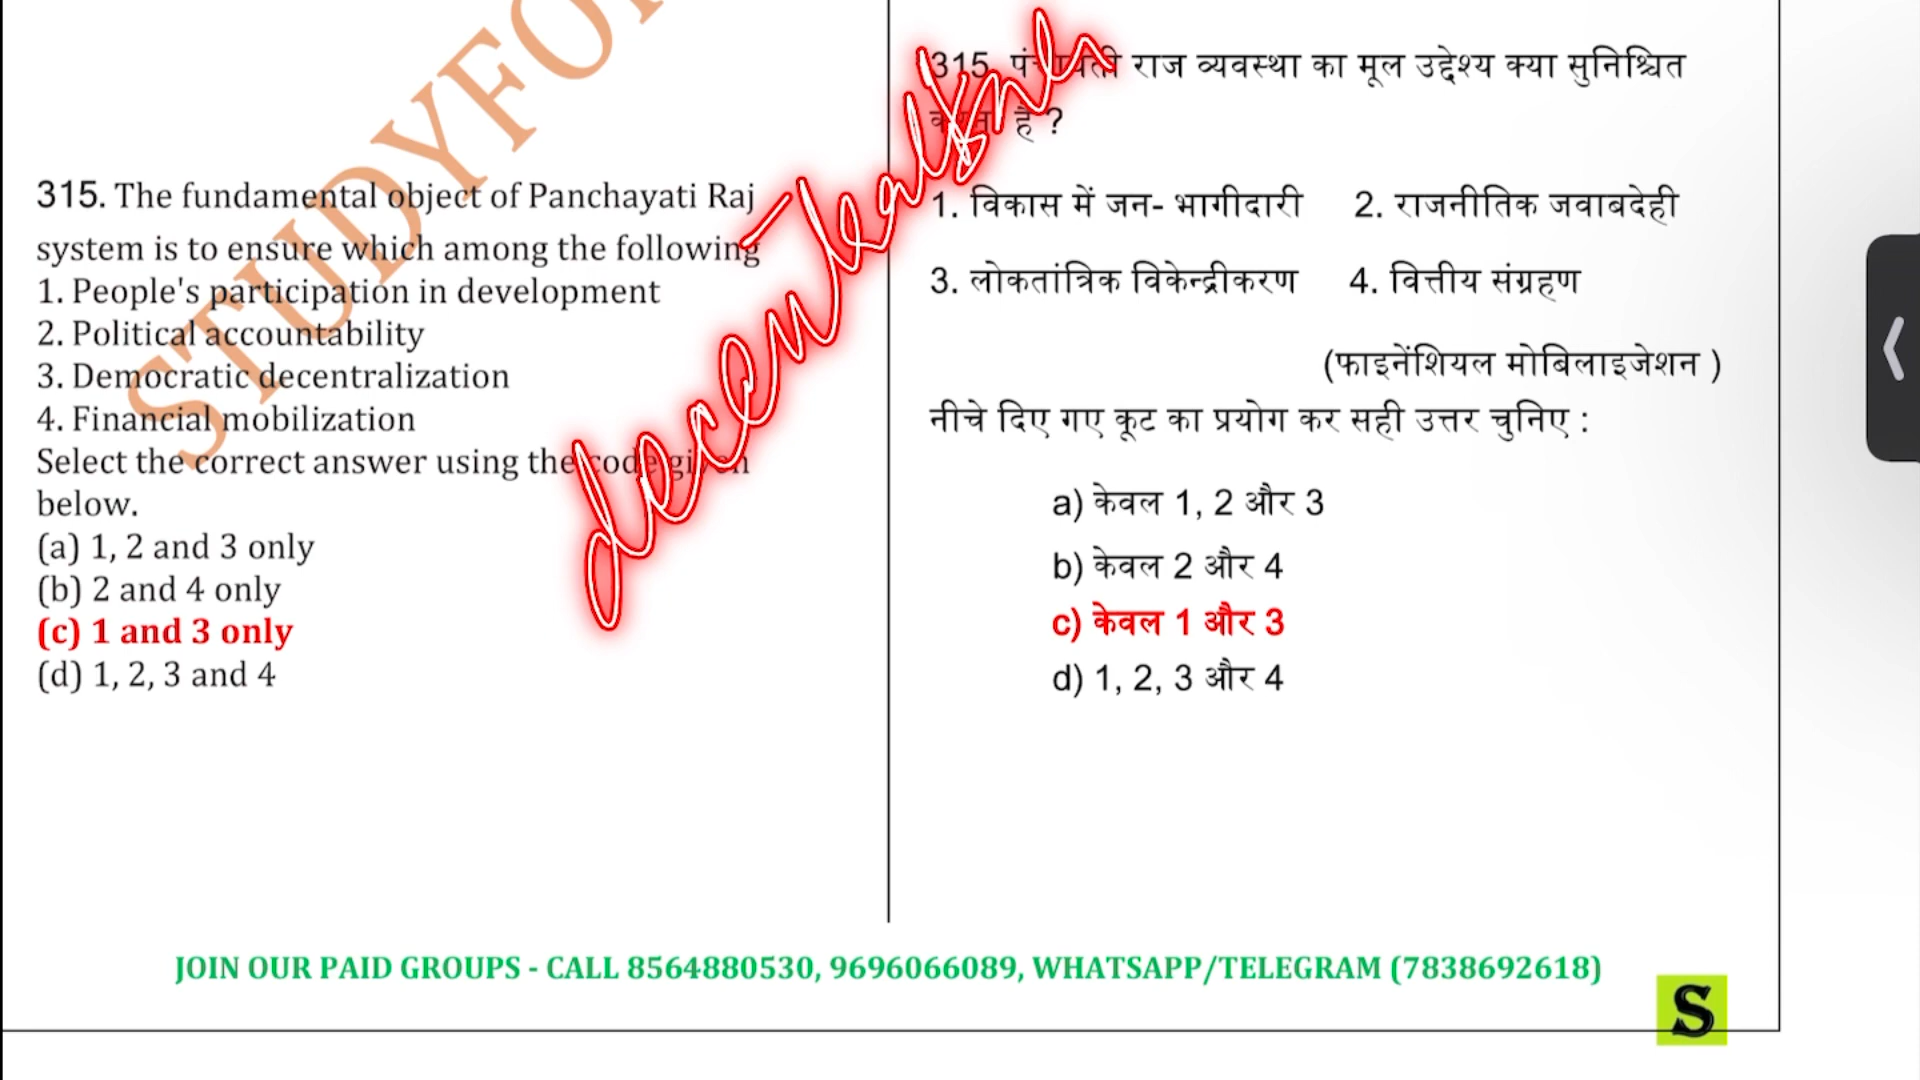 STUDYFO
315. The fundamental object of Panchayati Raj
system is to ensure which among the following
1. People's participation in development
2. Political accountability
3. Democratic decentralization
4. Financial mobilization
Select the correct answer using the code given
below.
(a) 1, 2 and 3 only
(b) 2 and 4 only
(c) 1 and 3 only
(d) 1, 2, 3 and 4
315. पंचायती राज व्यवस्था का मूल उद्देश्य क्या सुनिश्चित
है ?
1. विकास में जन- भागीदारी 2. राजनीतिक जवाबदेही
3. लोकतांत्रिक विकेन्द्रीकरण 4. वित्तीय संग्रहण
(फाइनेंशियल मोबिलाइजेशन )
नीचे दिए गए कूट का प्रयोग कर सही उत्तर चुनिए :
a) केवल 1, 2 और 3
b) केवल 2 और 4
c) केवल 1 और 3
d) 1, 2, 3 और 4
JOIN OUR PAID GROUPS - CALL 8564880530, 9696066089, WHATSAPP/TELEGRAM (7838692618)
S